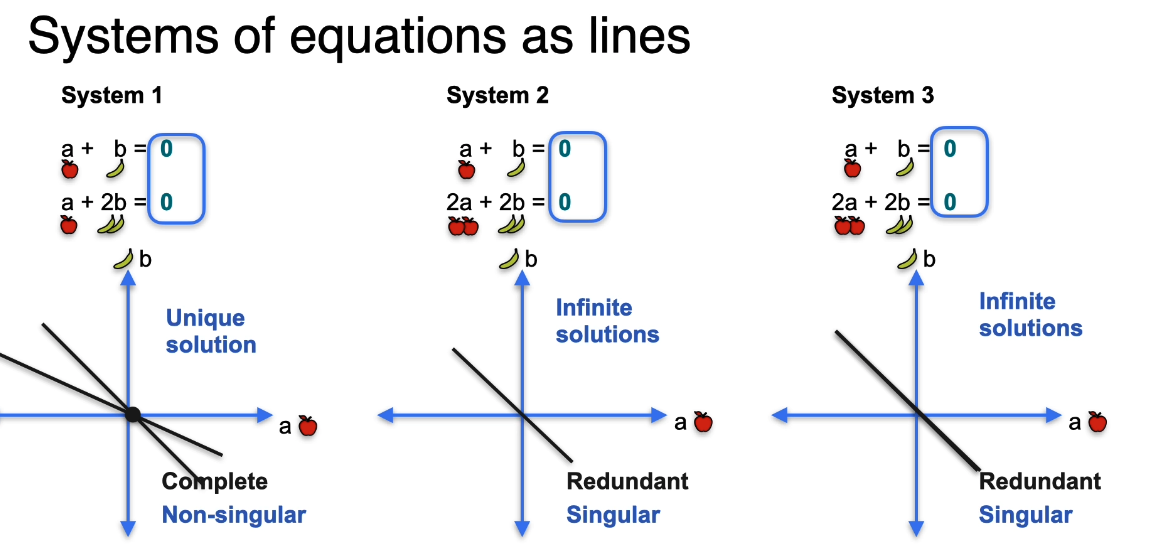 Systems of equations as lines
System 1
a + b = 0
a + 2b = 0
b
Unique
solution
a
Complete
Non-singular
System 2
a + b = 0
2a + 2b = 0
b
Infinite
solutions
a
Redundant
Singular
System 3
a + b = 0
2a + 2b = 0
b
Infinite
solutions
a
Redundant
Singular